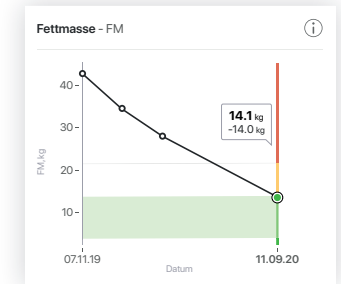 Fettmasse - FM
i
40
14.1 kg
-14.0 kg
30
FM,kg
20
10
07.11.19
11.09.20
Datum